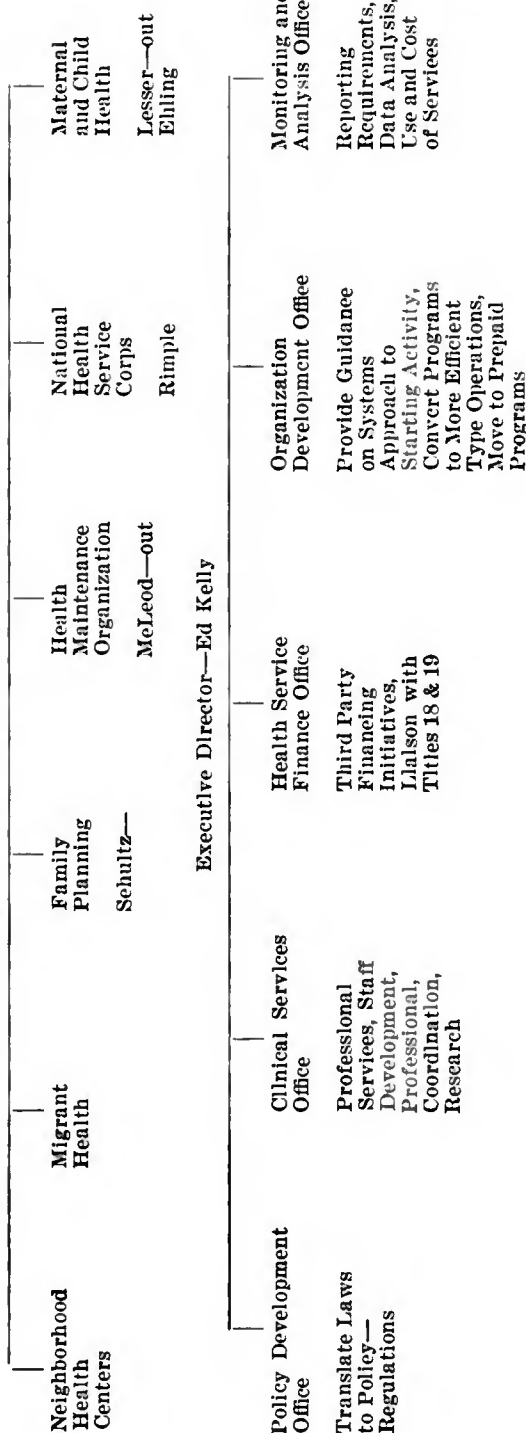 Neighborhood
Health
Centers
Migrant
Health
Family
Planning
Schultz—
Health
Maintenance
Organization
McLeod—out
National
Health
Service
Corps
Rimple
Maternal
and Child
Health
Lesser—out
Ehling
Executive Director—Ed Kelly
Policy Development
Office
Translate Laws
to Policy—
Regulations
Clinical Services
Office
Professional
Services, Staff
Development,
Professional,
Coordination,
Research
Health Service
Finance Office
Third Party
Financing
Initiatives,
Liaison with
Titles 18 & 19
Organization
Development Office
Provide Guidance
on Systems
Approach to
Starting Activity,
Convert Programs
to More Efficient
Type Operations,
Move to Prepaid
Programs
Monitoring and
Analysis Office
Reporting
Requirements,
Data Analysis,
Use and Cost
of Services